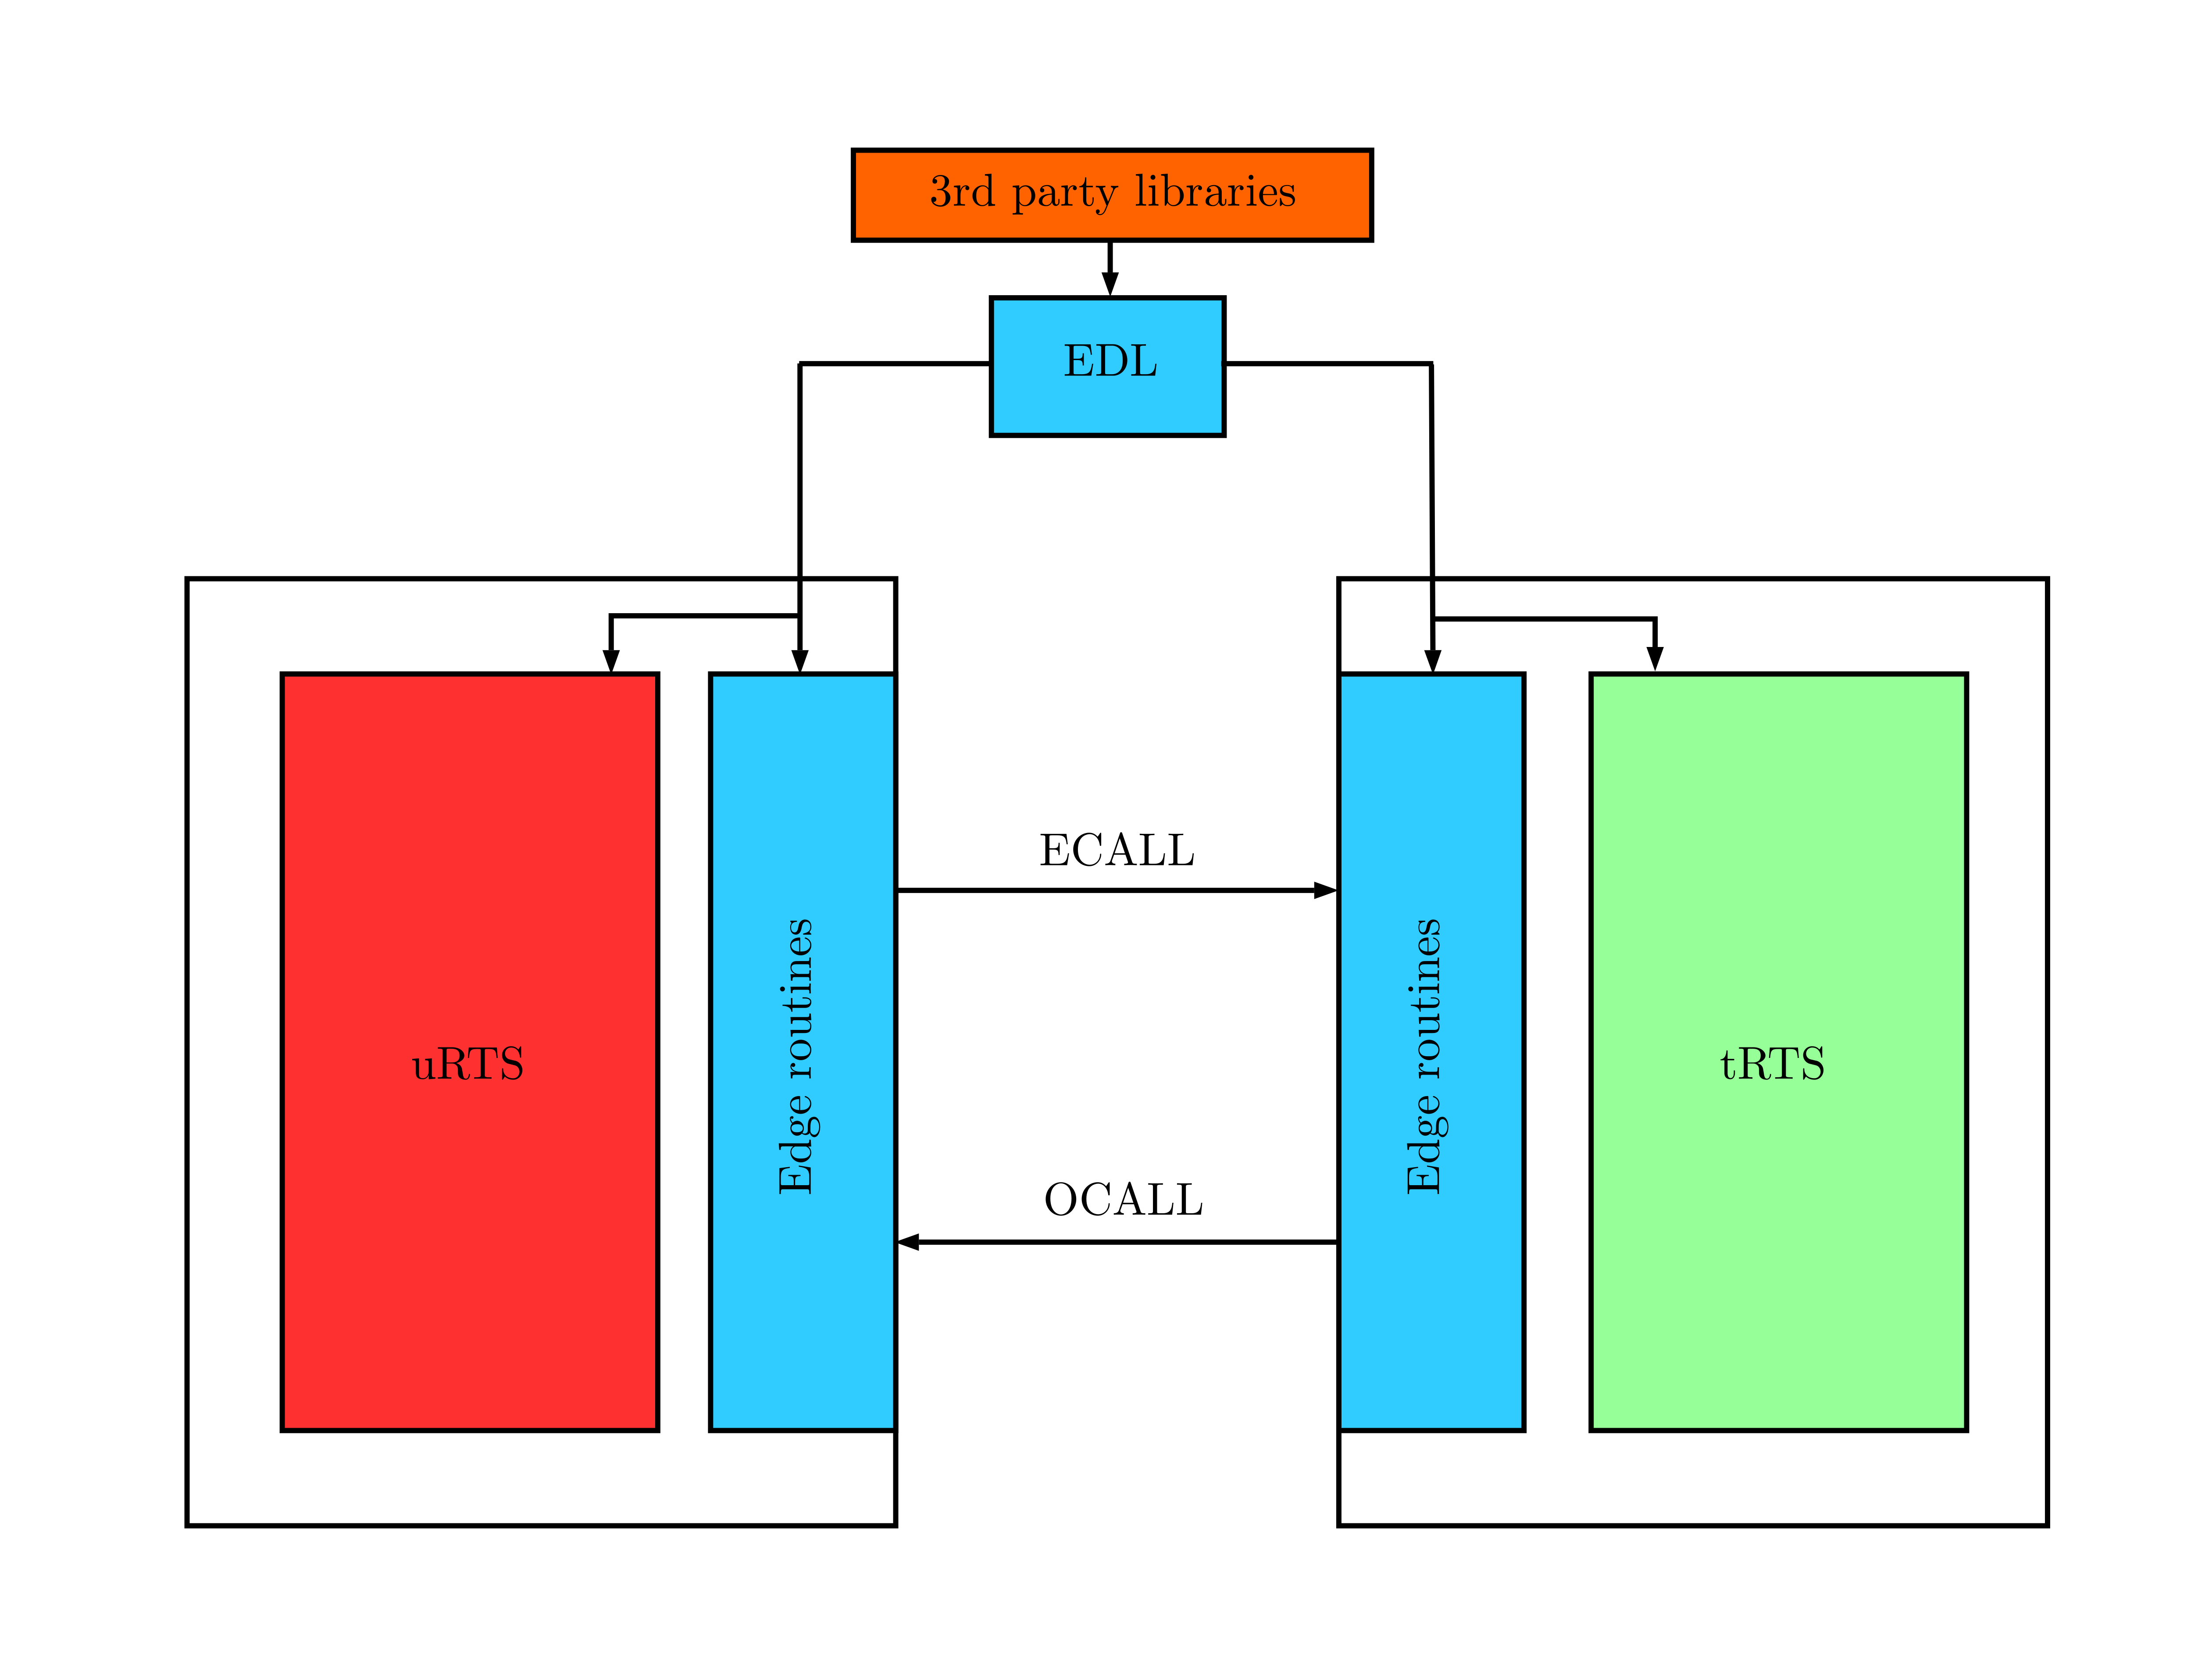 3rd party libraries
EDL
ECALL
Edge routines
Edge routines
uRTS
tRTS
OCALL